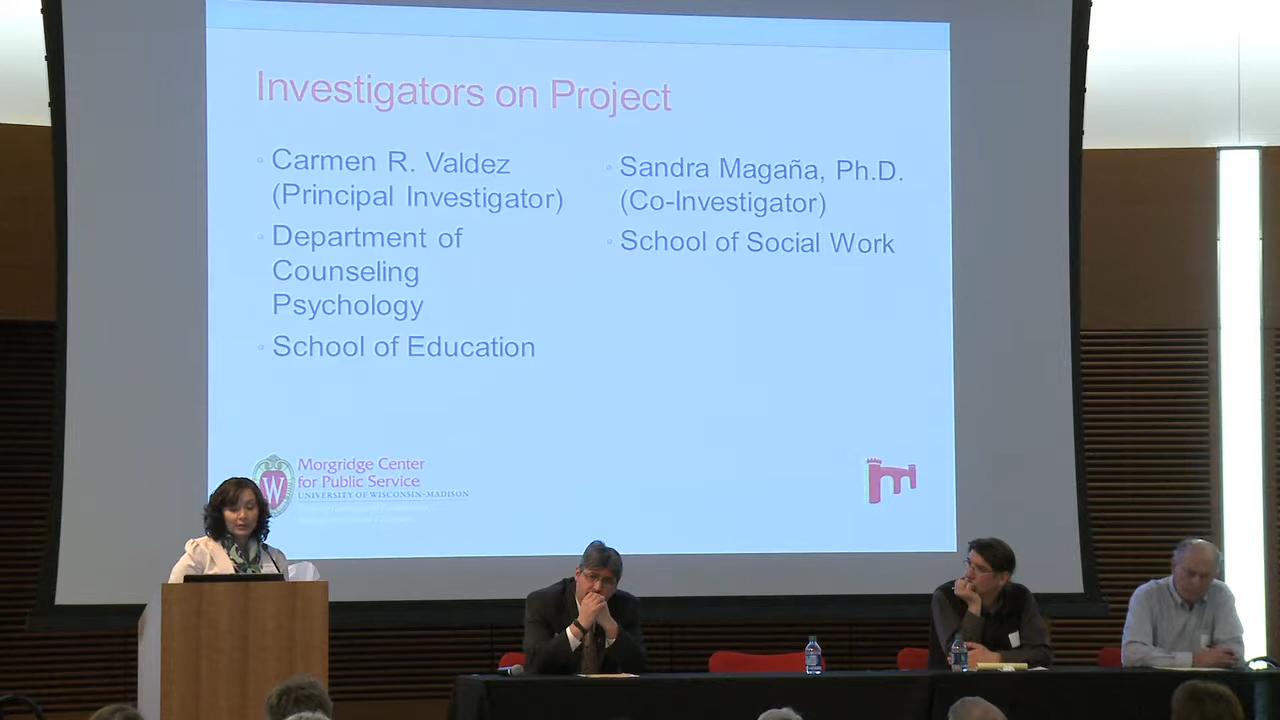 Investigators on Project
Carmen R. Valdez
(Principal Investigator)
Department of
Counseling
Psychology
School of Education
Sandra Magaña, Ph.D.
(Co-Investigator)
School of Social Work
W
Morgridge Center
for Public Service
UNIVERSITY OF WISCONSIN-MADISON